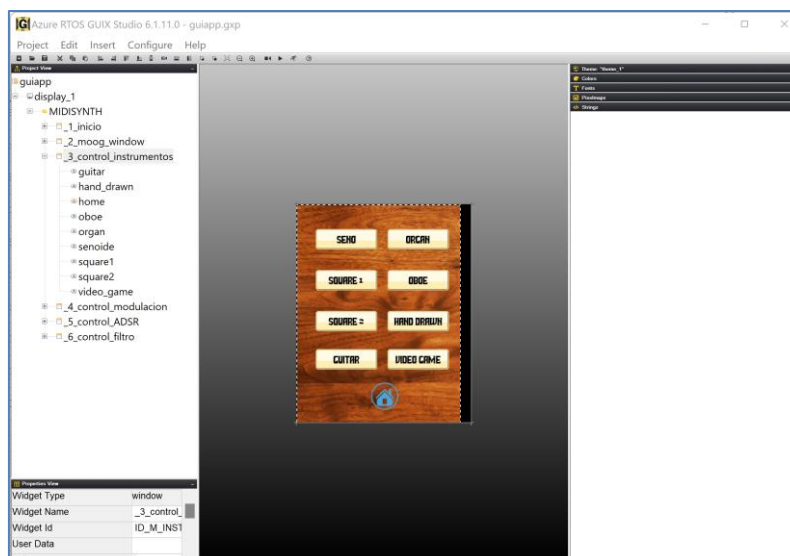 Azure RTOS GUIX Studio 6.1.11.0 - guiapp.gxp
Project Edit Insert Configure Help
Project View
guiapp
display_1
MIDISYNTH
_1_inicio
_2_moog_window
_3_control_instrumentos
guitar
hand_drawn
home
oboe
organ
senoide
square1
square2
video_game
_4_control_modulacion
_5_control_ADSR
_6_control_filtro
Properties View
Widget Type window
Widget Name _3_control_
Widget Id ID_M_INST
User Data
SENO ORGAN
SQUARE 1 OBOE
SQUARE 2 HAND DRAWN
GUITAR VIDEO GAME
Theme: "theme_1"
Colors
Fonts
Pixelmaps
Strings